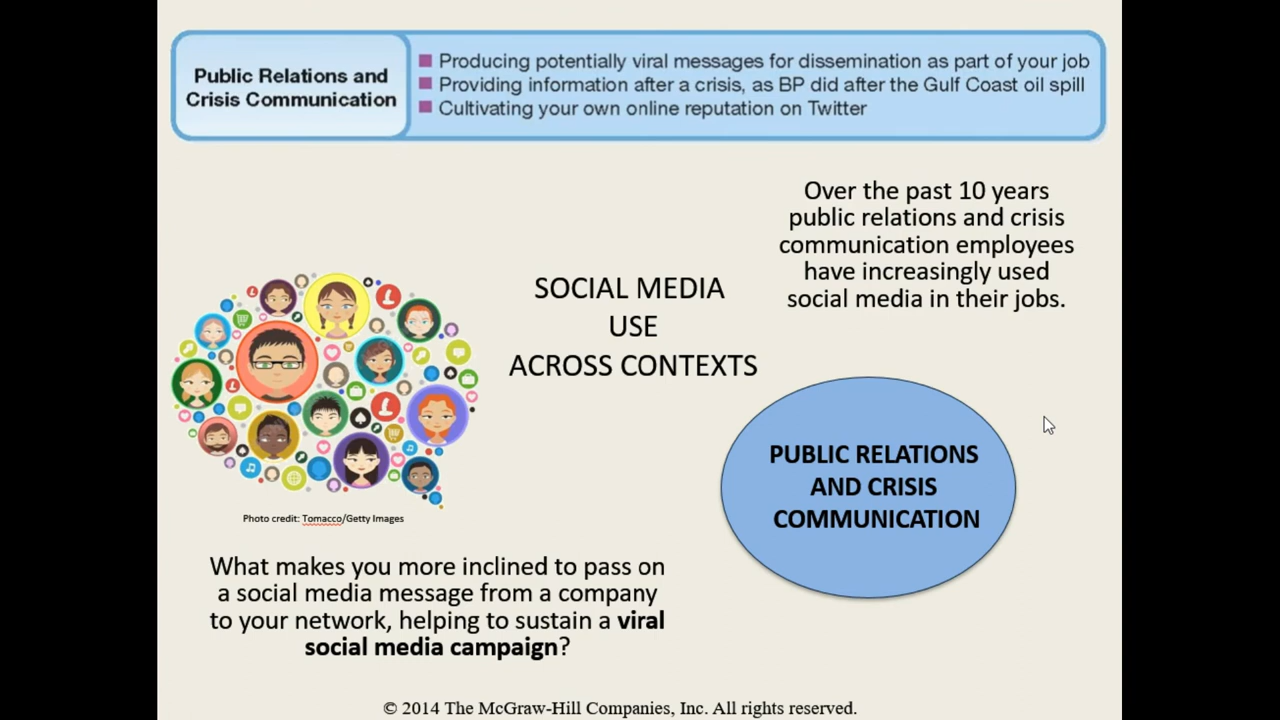 Public Relations and
Crisis Communication
Producing potentially viral messages for dissemination as part of your job
Providing information after a crisis, as BP did after the Gulf Coast oil spill
Cultivating your own online reputation on Twitter
Over the past 10 years
public relations and crisis
communication employees
have increasingly used
social media in their jobs.
SOCIAL MEDIA
USE
ACROSS CONTEXTS
PUBLIC RELATIONS
AND CRISIS
COMMUNICATION
Photo credit: Tomacco/Getty Images
What makes you more inclined to pass on
a social media message from a company
to your network, helping to sustain a viral
social media campaign?
© 2014 The McGraw-Hill Companies, Inc. All rights reserved.